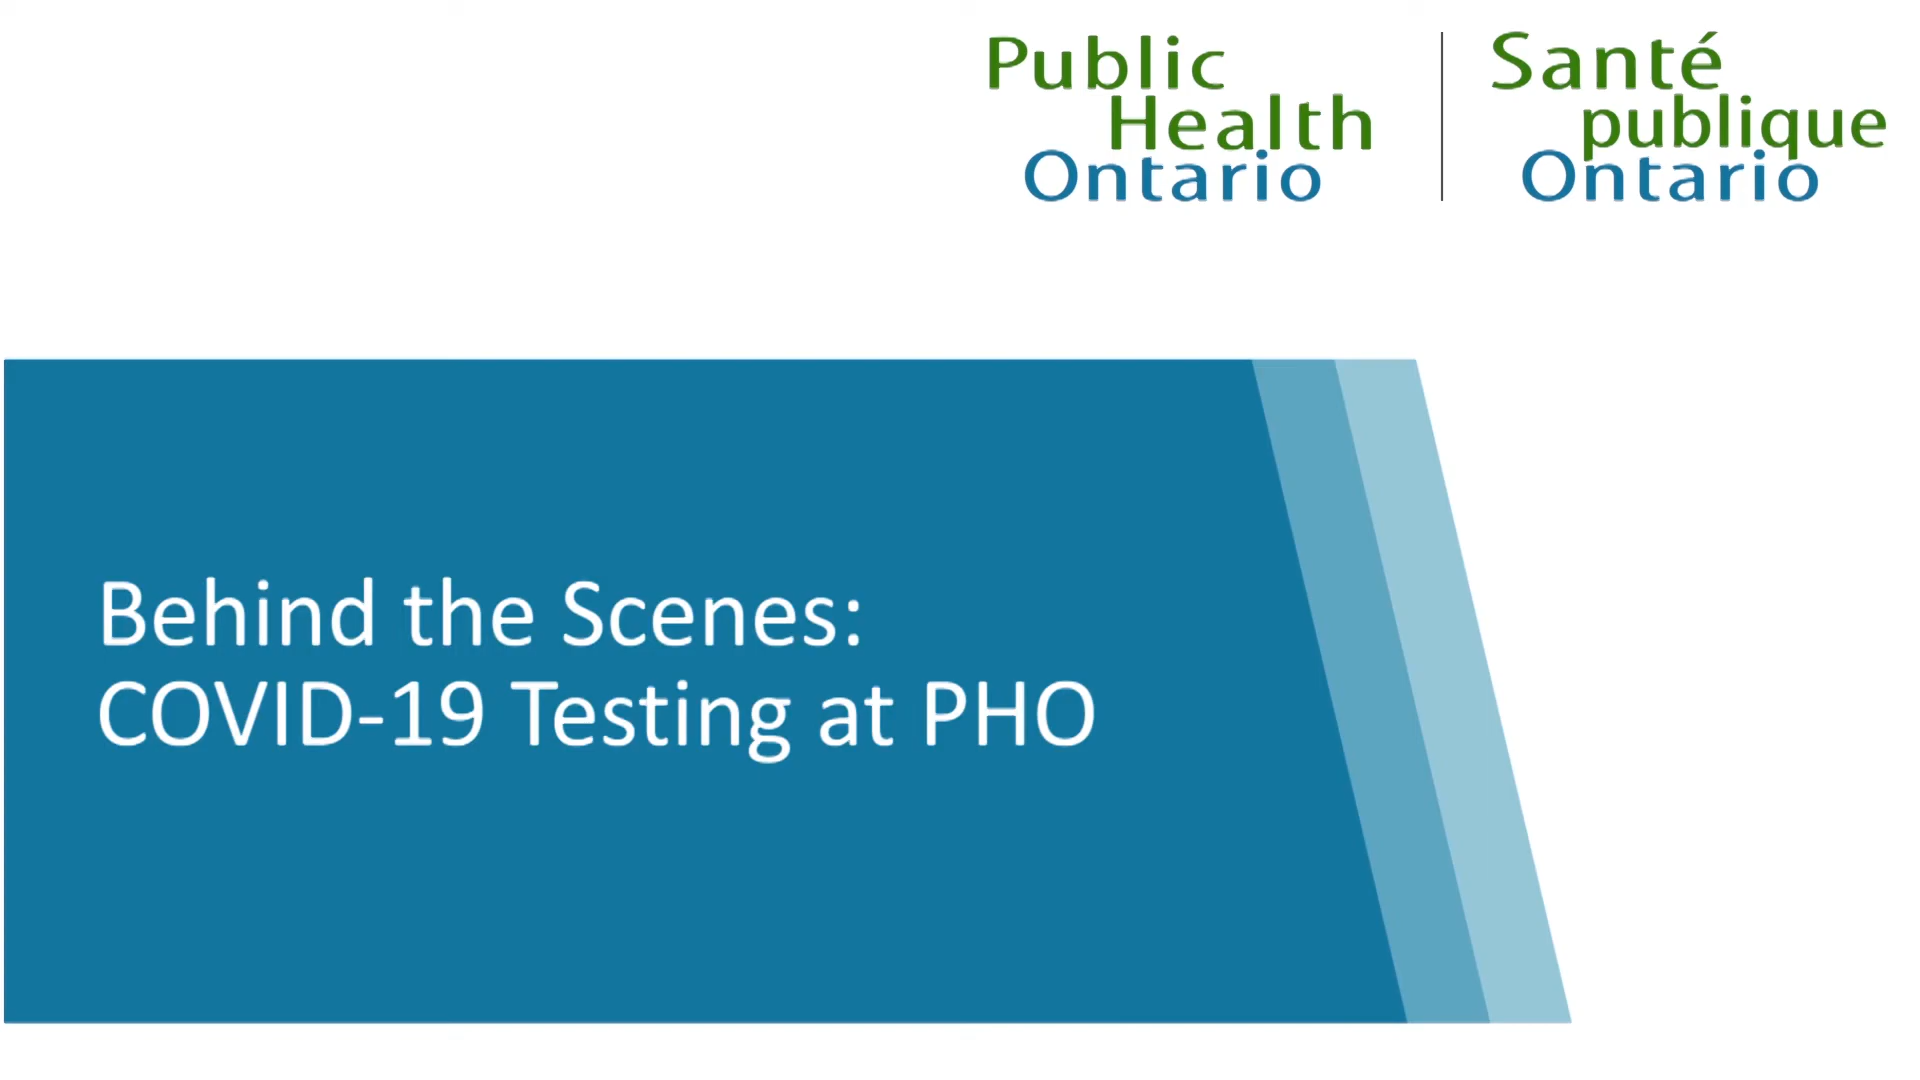 Public
Health
Ontario
Santé
publique
Ontario
Behind the Scenes:
COVID-19 Testing at PHO